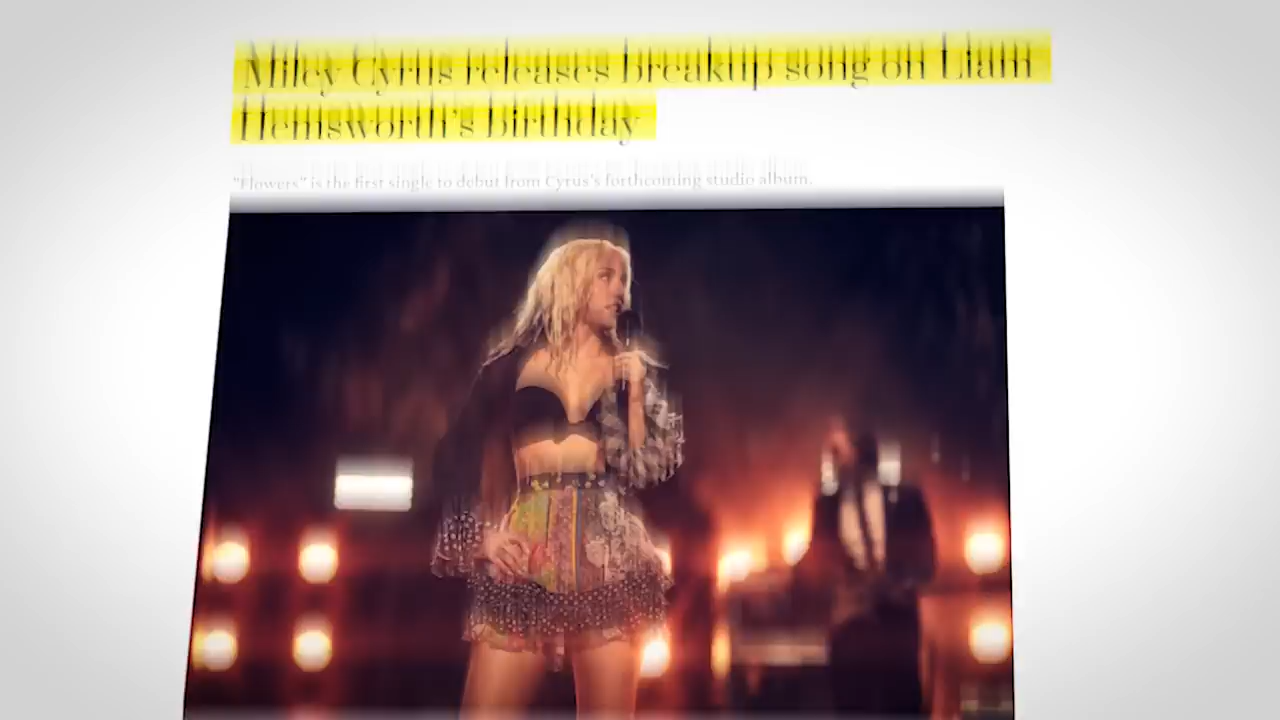 Miley Cyrus releases breakup song on Liam
Hemsworth's birthday
"Flowers" is the first single to debut from Cyrus's forthcoming studio album.